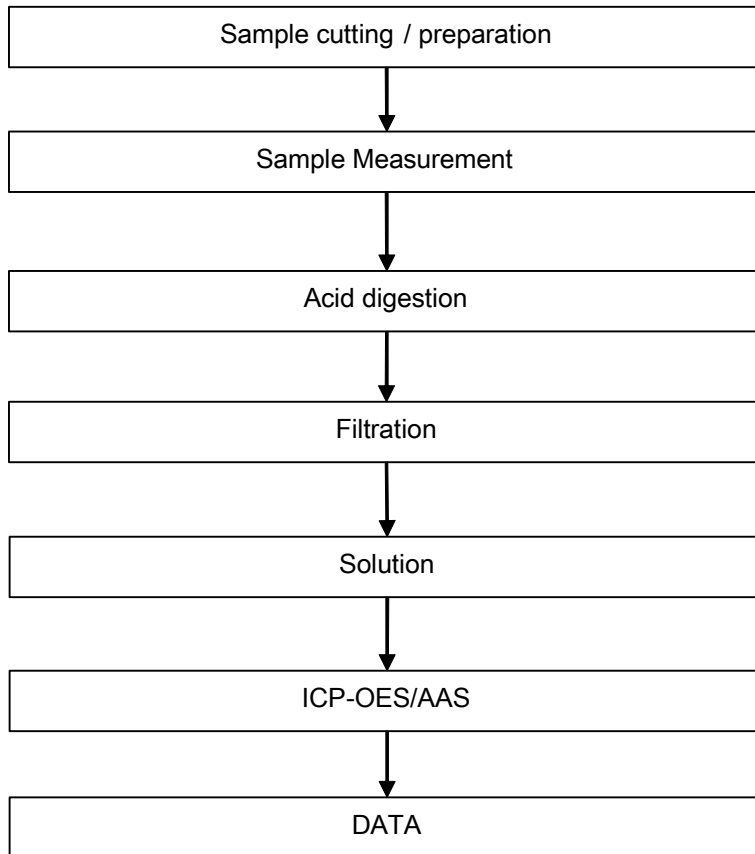 Sample cutting / preparation
Sample Measurement
Acid digestion
Filtration
Solution
ICP-OES/AAS
DATA